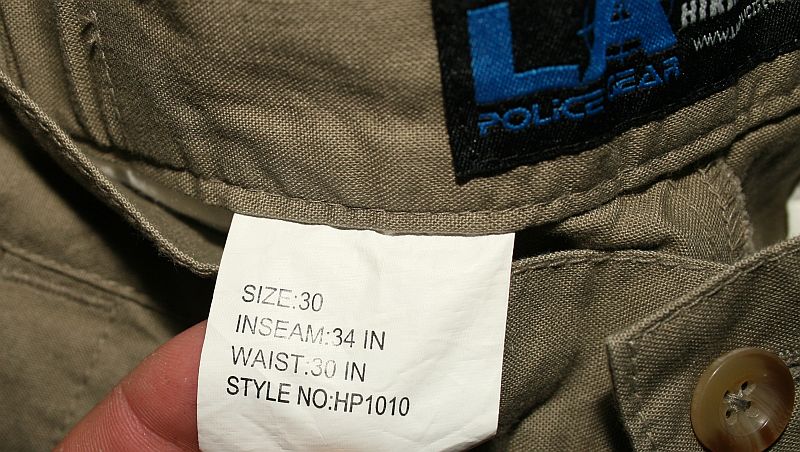 LA
POLICE GEAR
SIZE:30
INSEAM:34 IN
WAIST:30 IN
STYLE NO:HP1010